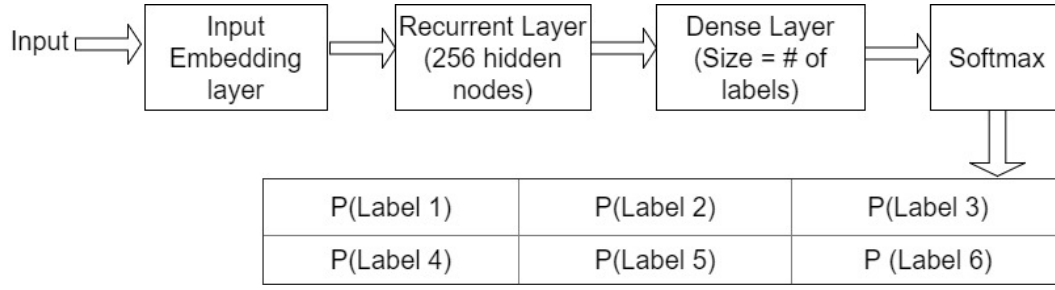 Input
Input
Embedding
layer
Recurrent Layer
(256 hidden
nodes)
Dense Layer
(Size = # of
labels)
Softmax
P(Label 1)
P(Label 2)
P(Label 3)
P(Label 4)
P(Label 5)
P (Label 6)